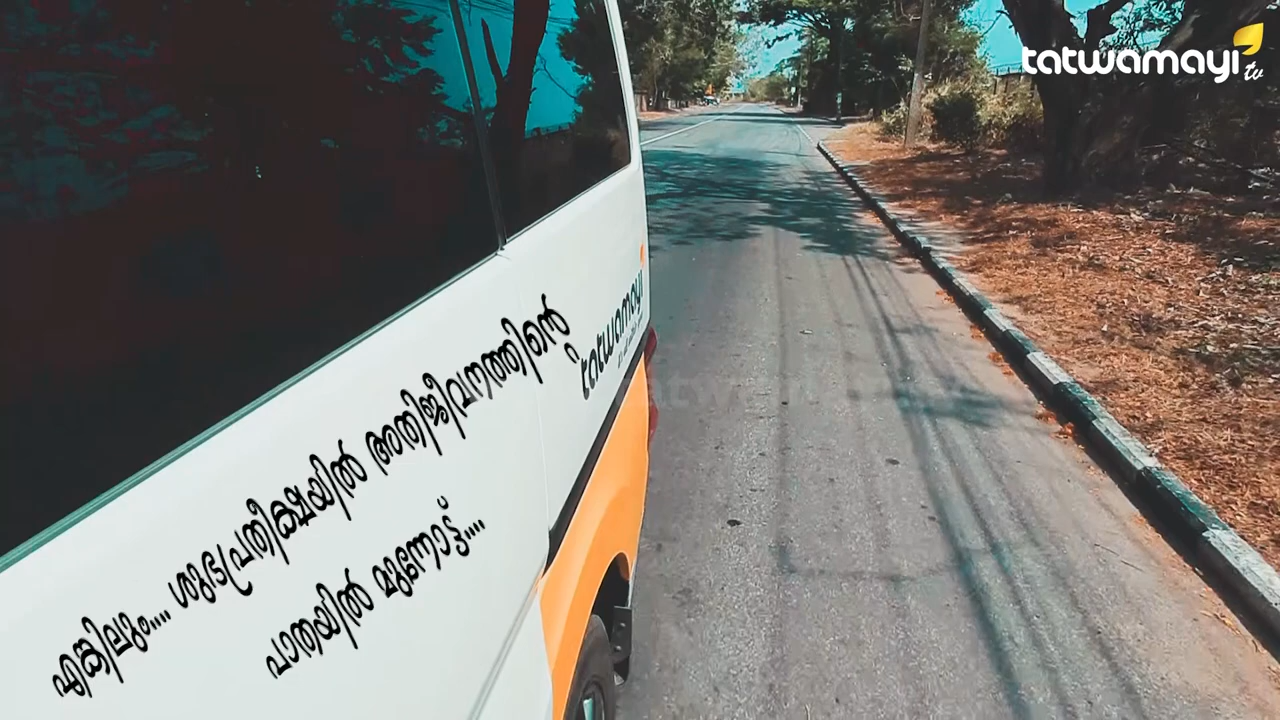 tatwamayi
tv
tatwamayi
എങ്കിലും.... ശുഭപ്രതീക്ഷയിൽ അതിജീവനത്തിന്റെ
പാതയിൽ മുന്നോട്ട്....